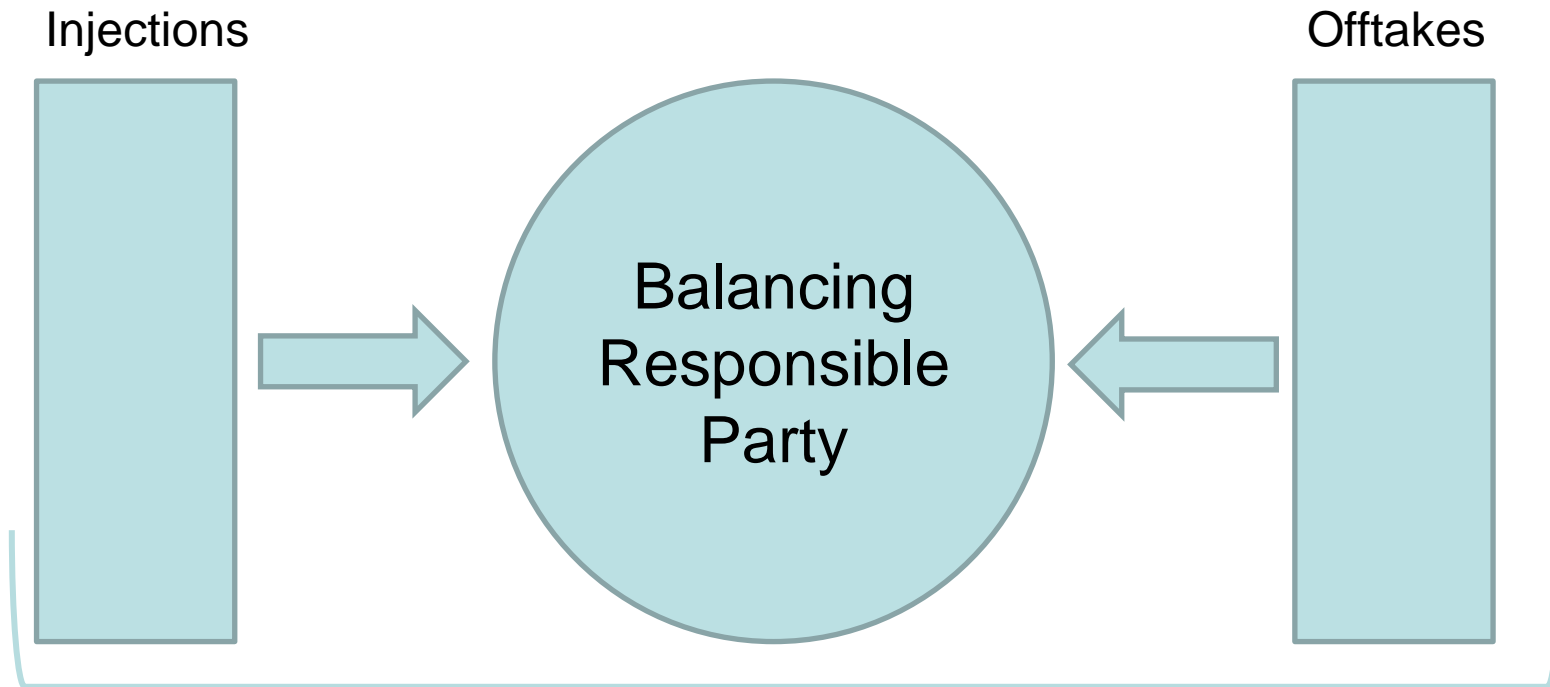 Injections
Offtakes
Balancing
Responsible
Party